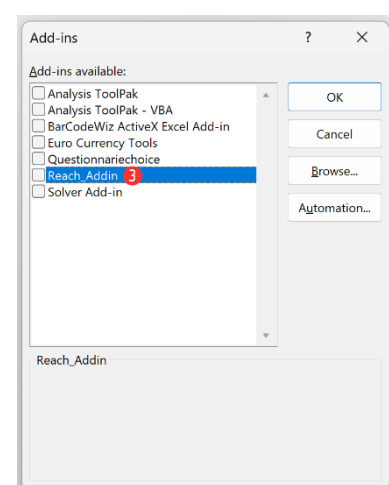 Add-ins ? ×
Add-ins available:
Analysis ToolPak
Analysis ToolPak - VBA
BarCodeWiz ActiveX Excel Add-in
Euro Currency Tools
Questionnariechoice
Reach_Addin 3
Solver Add-in
OK
Cancel
Browse...
Automation...
Reach_Addin